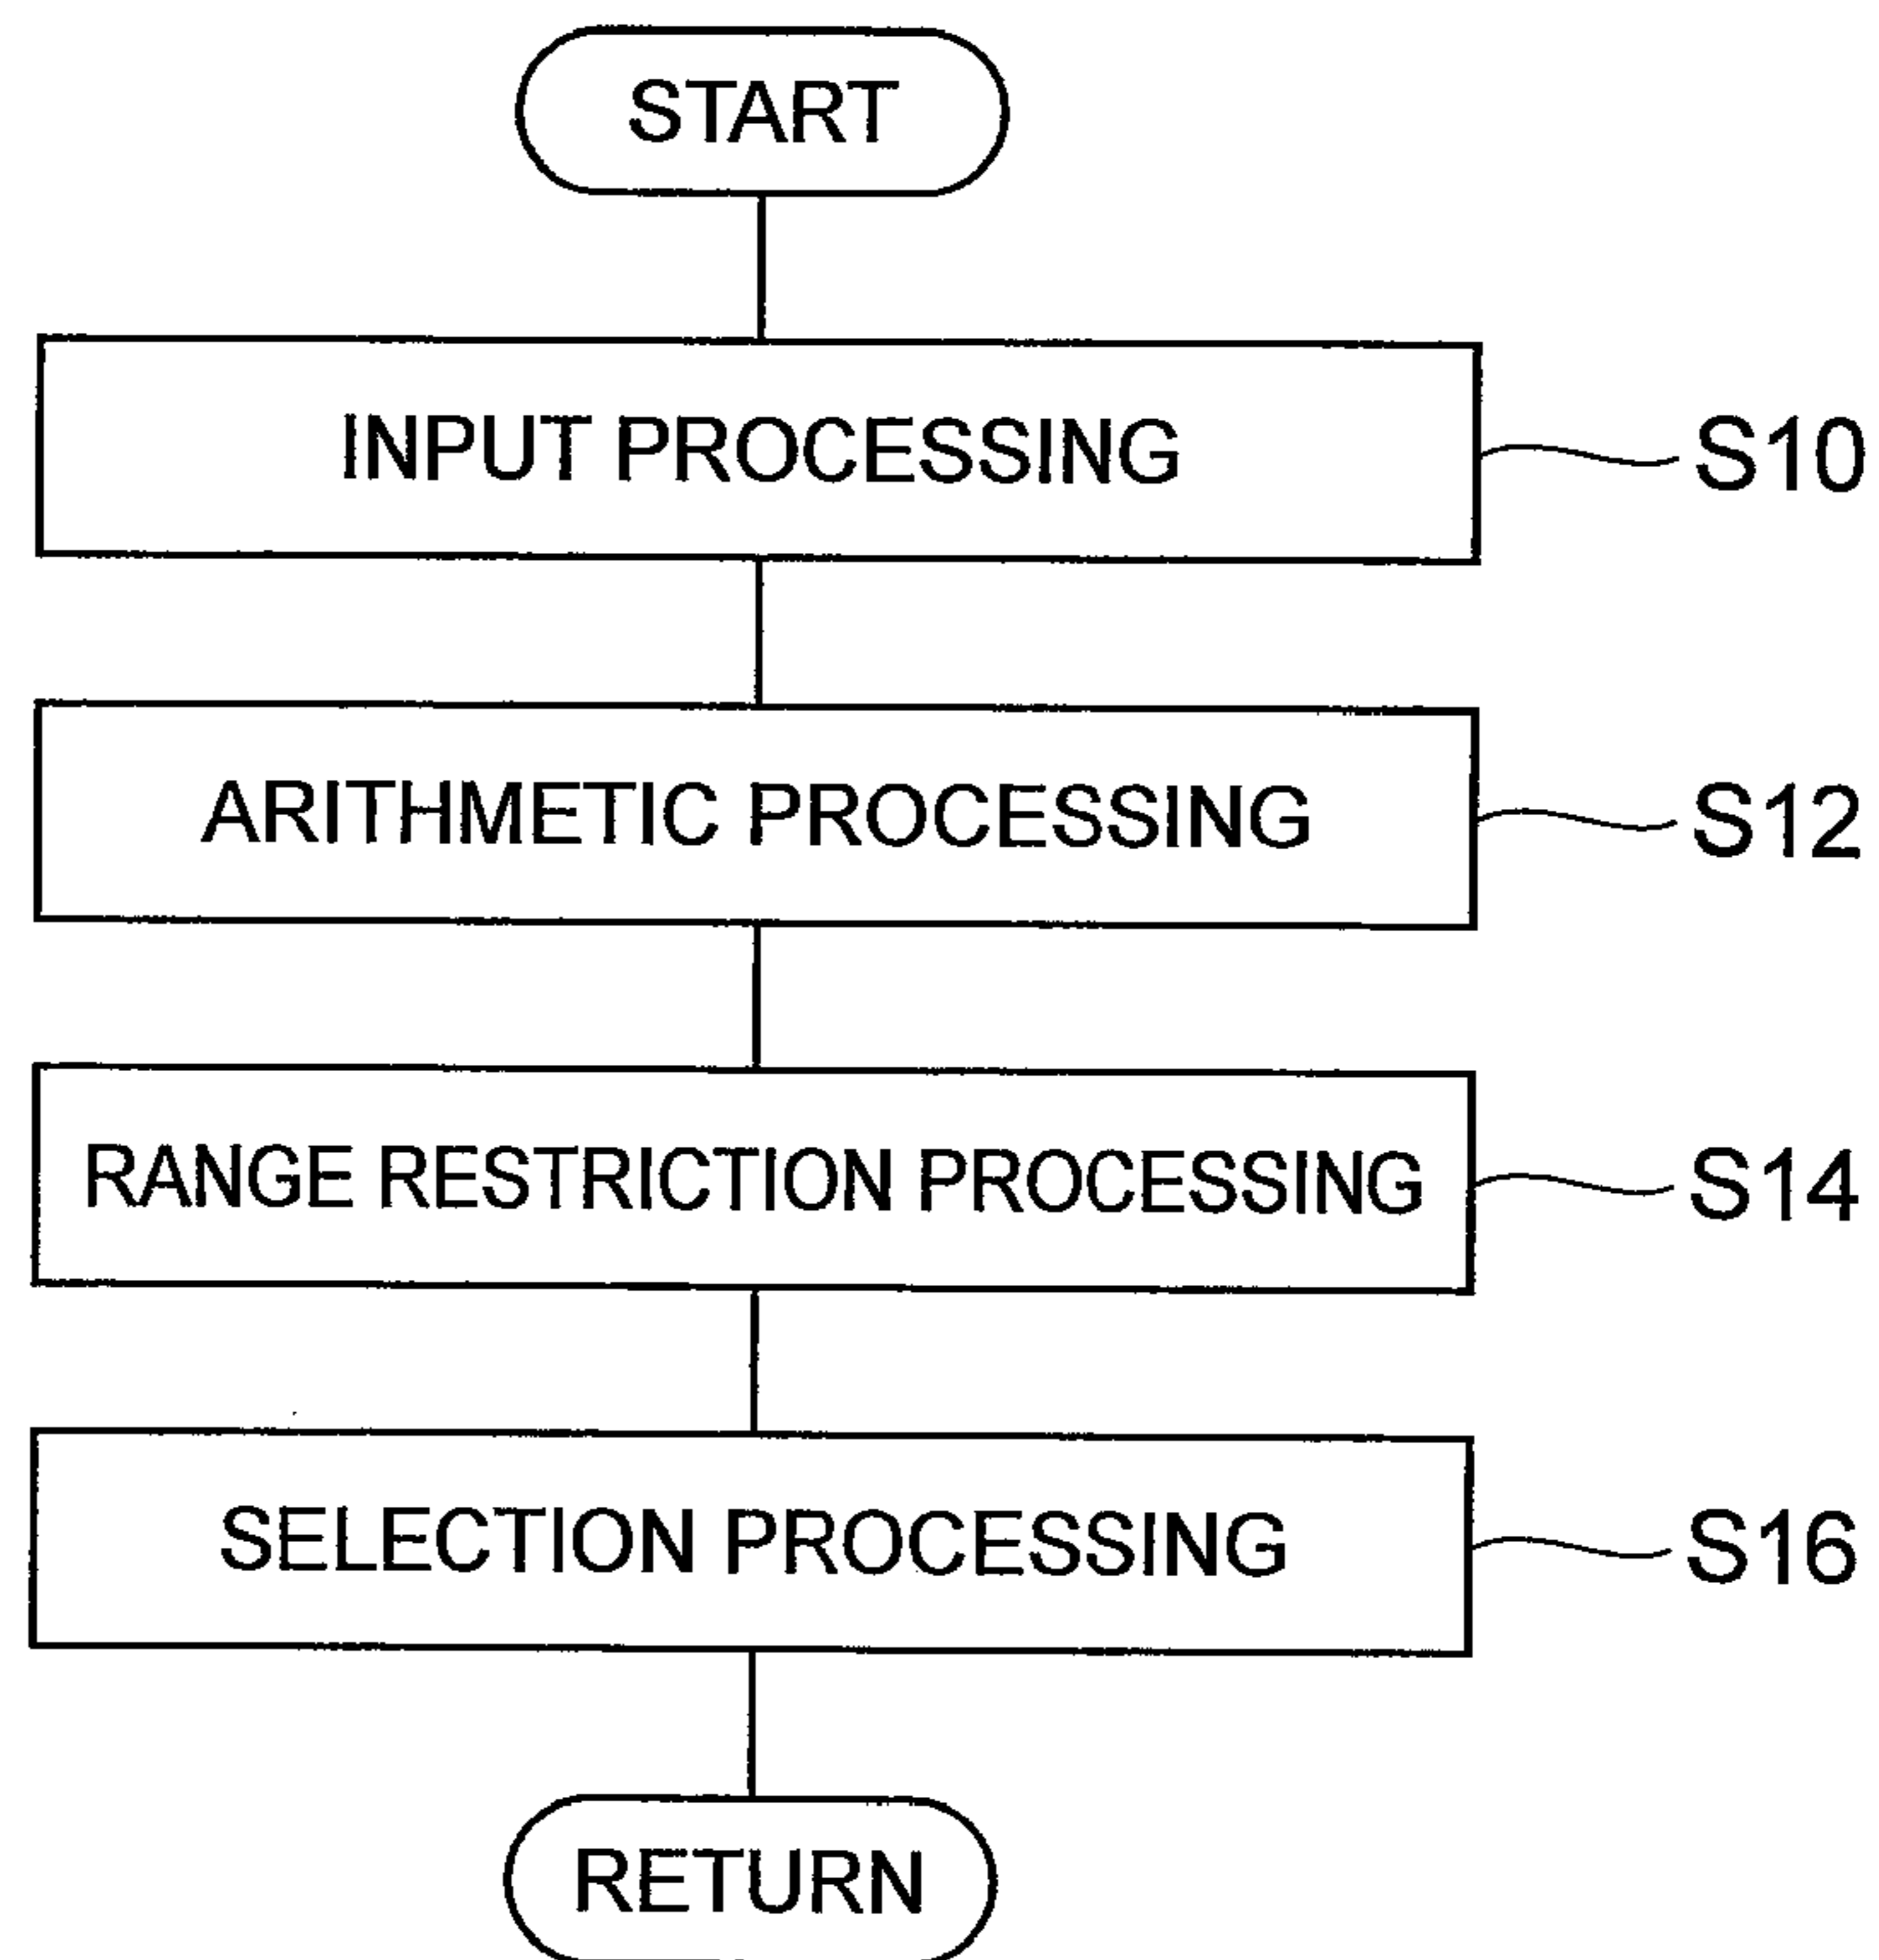 START
INPUT PROCESSING S10
ARITHMETIC PROCESSING S12
RANGE RESTRICTION PROCESSING S14
SELECTION PROCESSING S16
RETURN